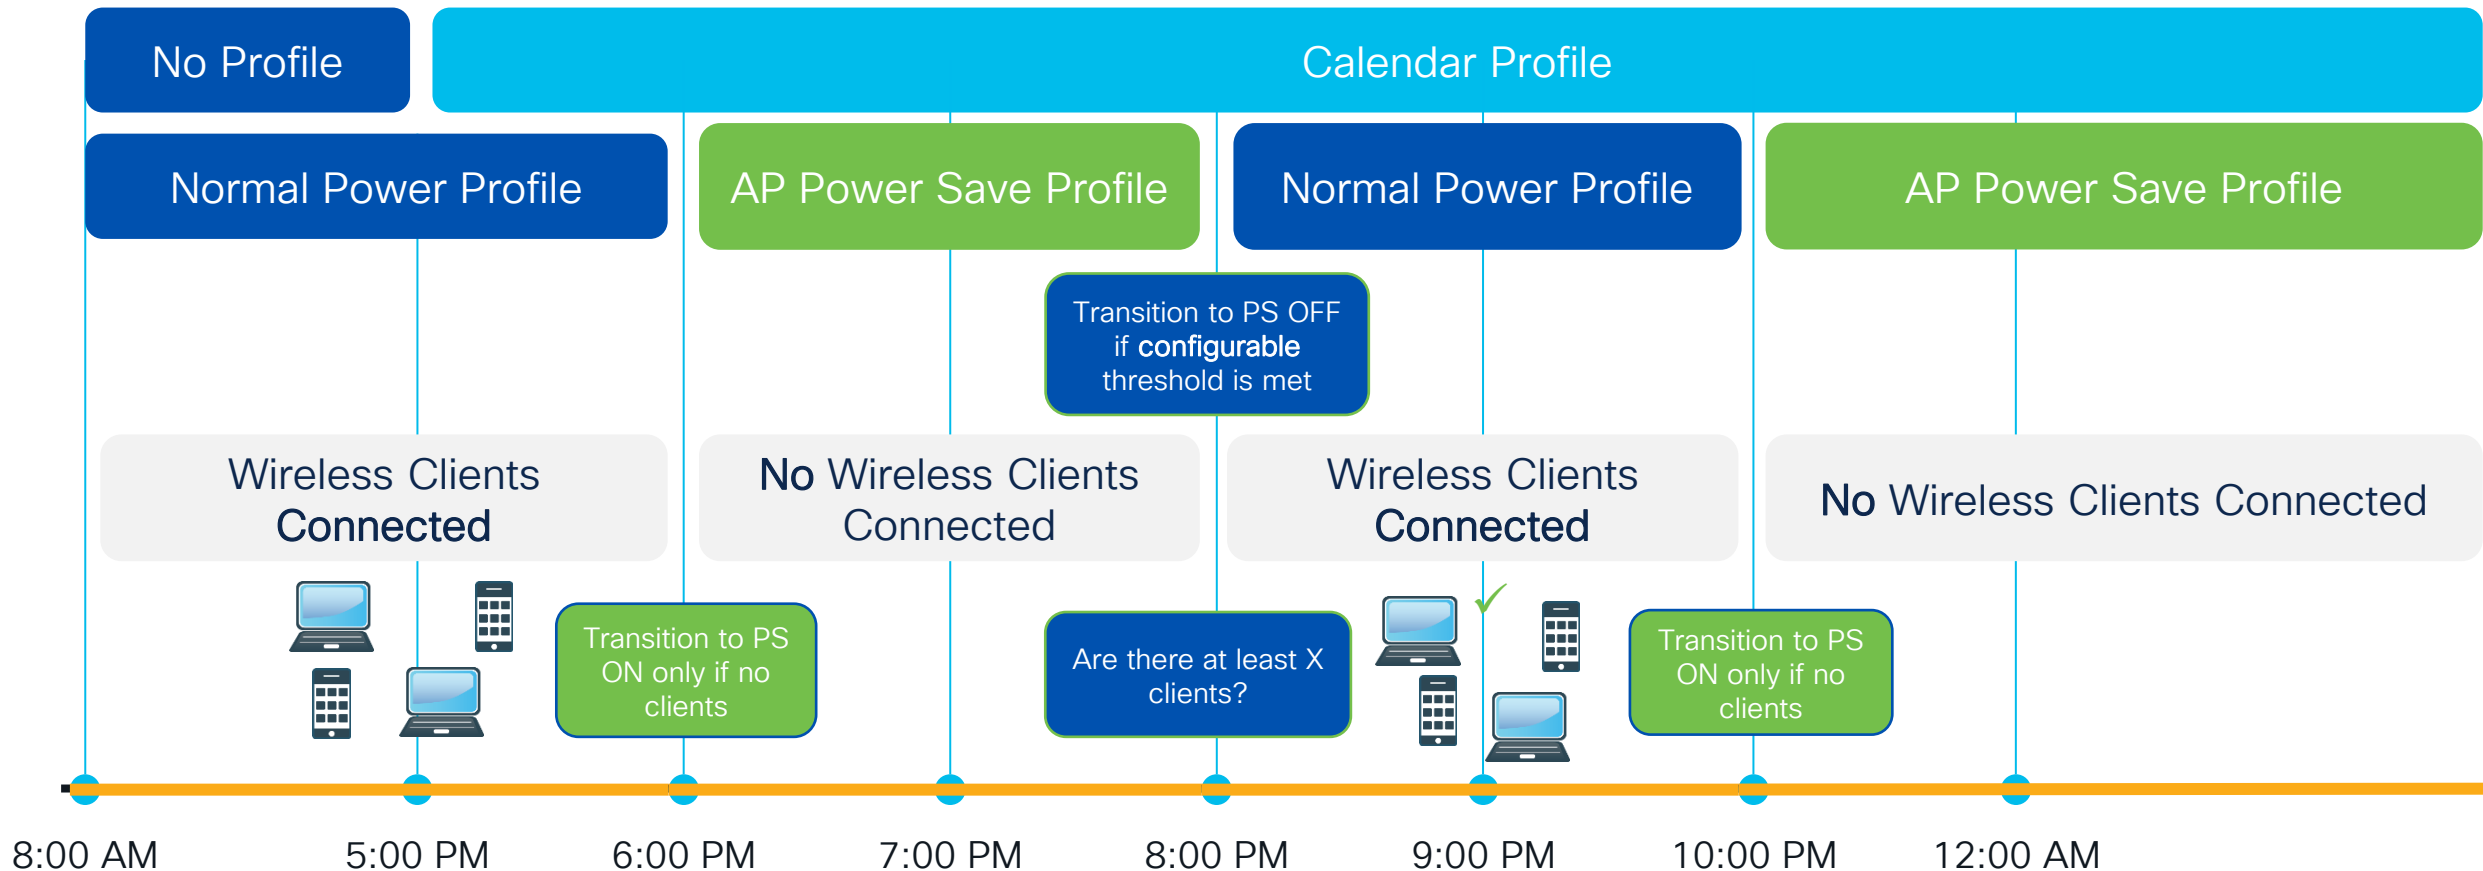 No Profile
Calendar Profile
Normal Power Profile
AP Power Save Profile
Normal Power Profile
AP Power Save Profile
Transition to PS OFF
if configurable
threshold is met
Wireless Clients
Connected
No Wireless Clients
Connected
Wireless Clients
Connected
No Wireless Clients Connected
Transition to PS
ON only if no
clients
Are there at least X
clients?
Transition to PS
ON only if no
clients
8:00 AM
5:00 PM
6:00 PM
7:00 PM
8:00 PM
9:00 PM
10:00 PM
12:00 AM